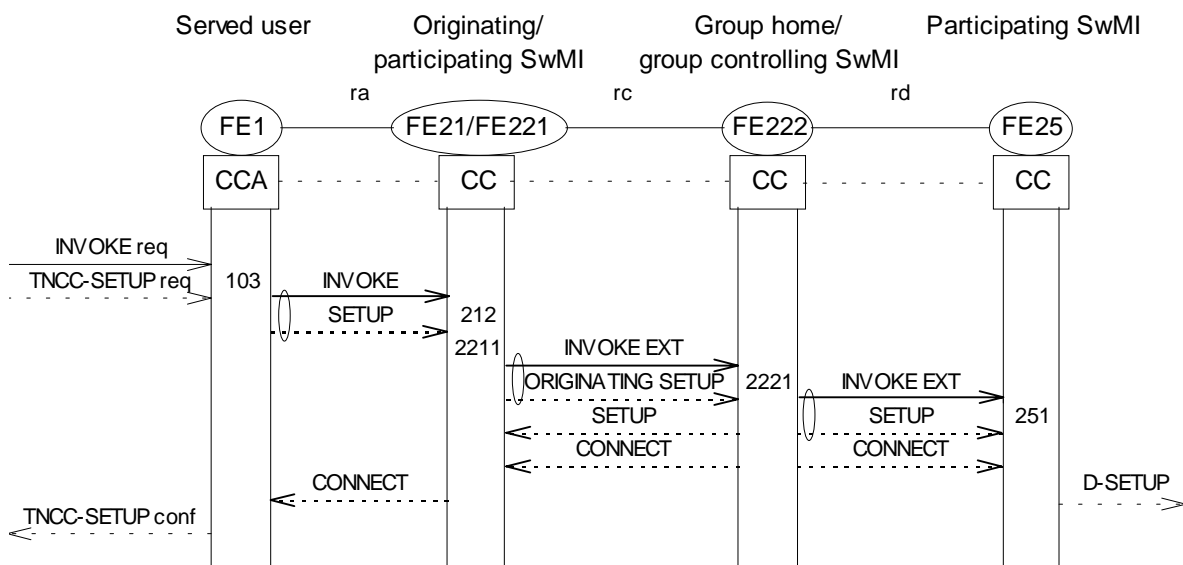 Served user
Originating/
participating SwMI
Group home/
group controlling SwMI
Participating SwMI
ra
rc
rd
FE1
FE21/FE221
FE222
FE25
CCA
CC
CC
CC
INVOKE req
TNCC-SETUP req
103
INVOKE
SETUP
212
2211
INVOKE EXT
ORIGINATING SETUP
2221
INVOKE EXT
SETUP
SETUP
251
CONNECT
CONNECT
CONNECT
D-SETUP
TNCC-SETUP conf